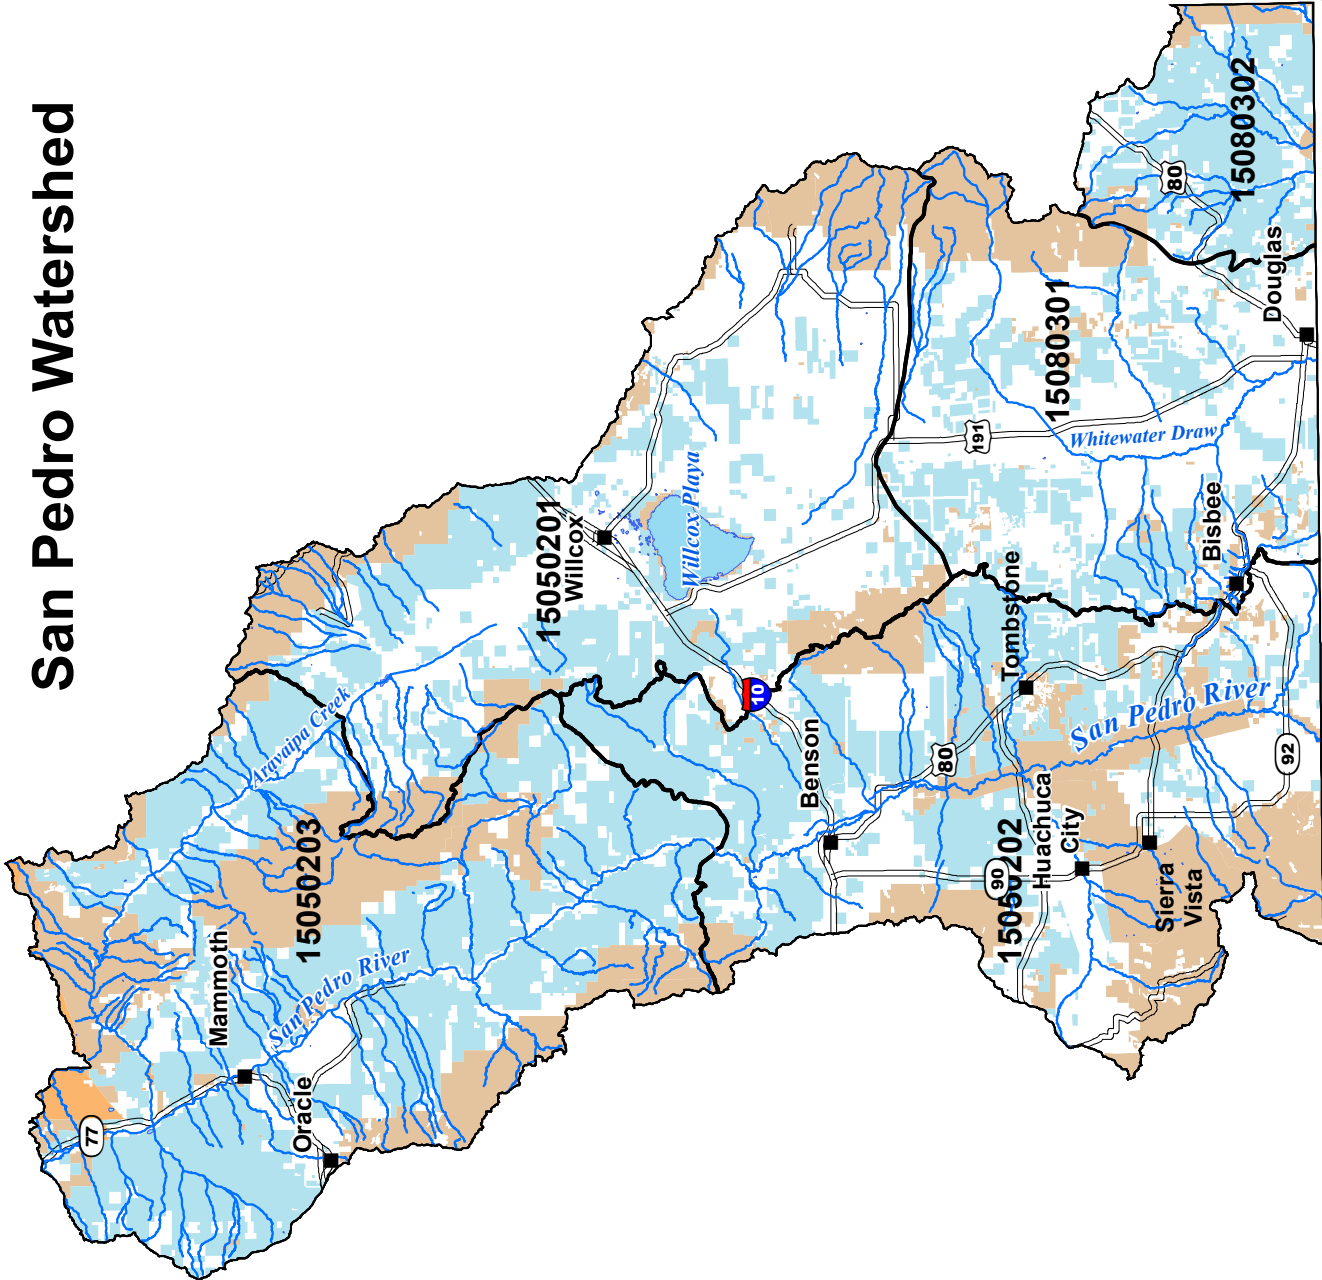 San Pedro Watershed
77
Mammoth
Oracle
San Pedro River
Aravaipa Creek
15050203
15050201
Willcox
Willcox Playa
10
Benson
80
90
15050202
Huachuca
City
Sierra
Vista
Tombstone
San Pedro River
92
Bisbee
191
Whitewater Draw
15080301
Douglas
80
15080302